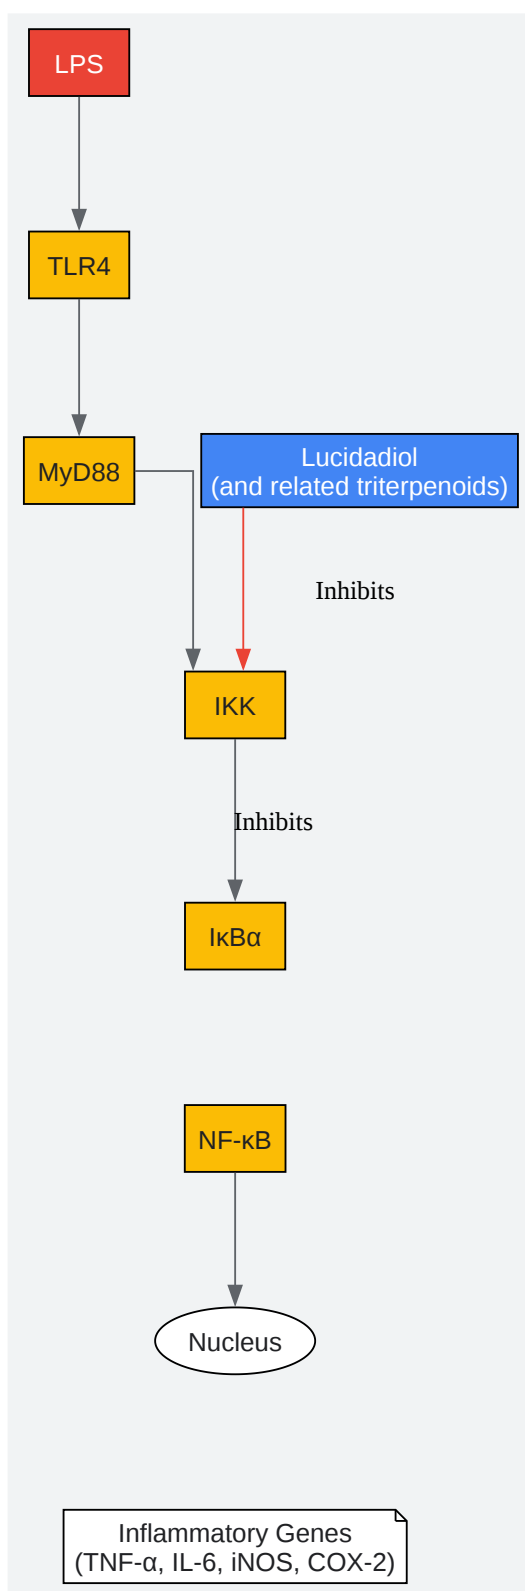 LPS
TLR4
MyD88
Lucidadiol
(and related triterpenoids)
Inhibits
IKK
Inhibits
IκBα
NF-κB
Nucleus
Inflammatory Genes
(TNF-α, IL-6, iNOS, COX-2)